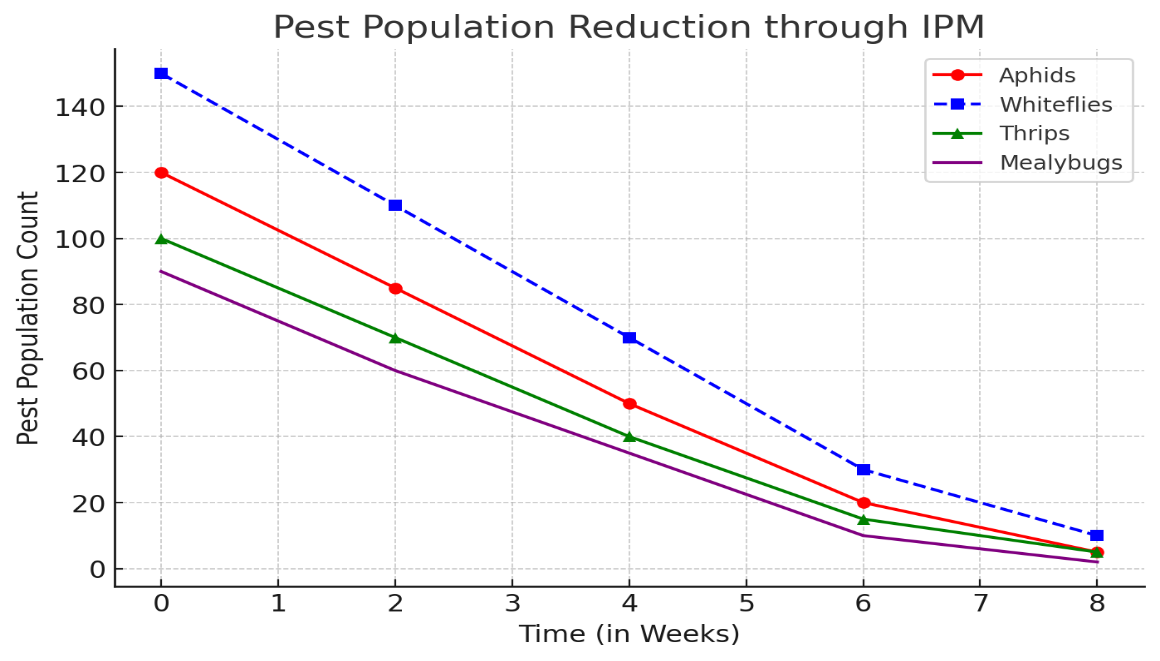 Pest Population Reduction through IPM
Aphids
Whiteflies
Thrips
Mealybugs
Pest Population Count
140
120
100
80
60
40
20
0
0 1 2 3 4 5 6 7 8
Time (in Weeks)